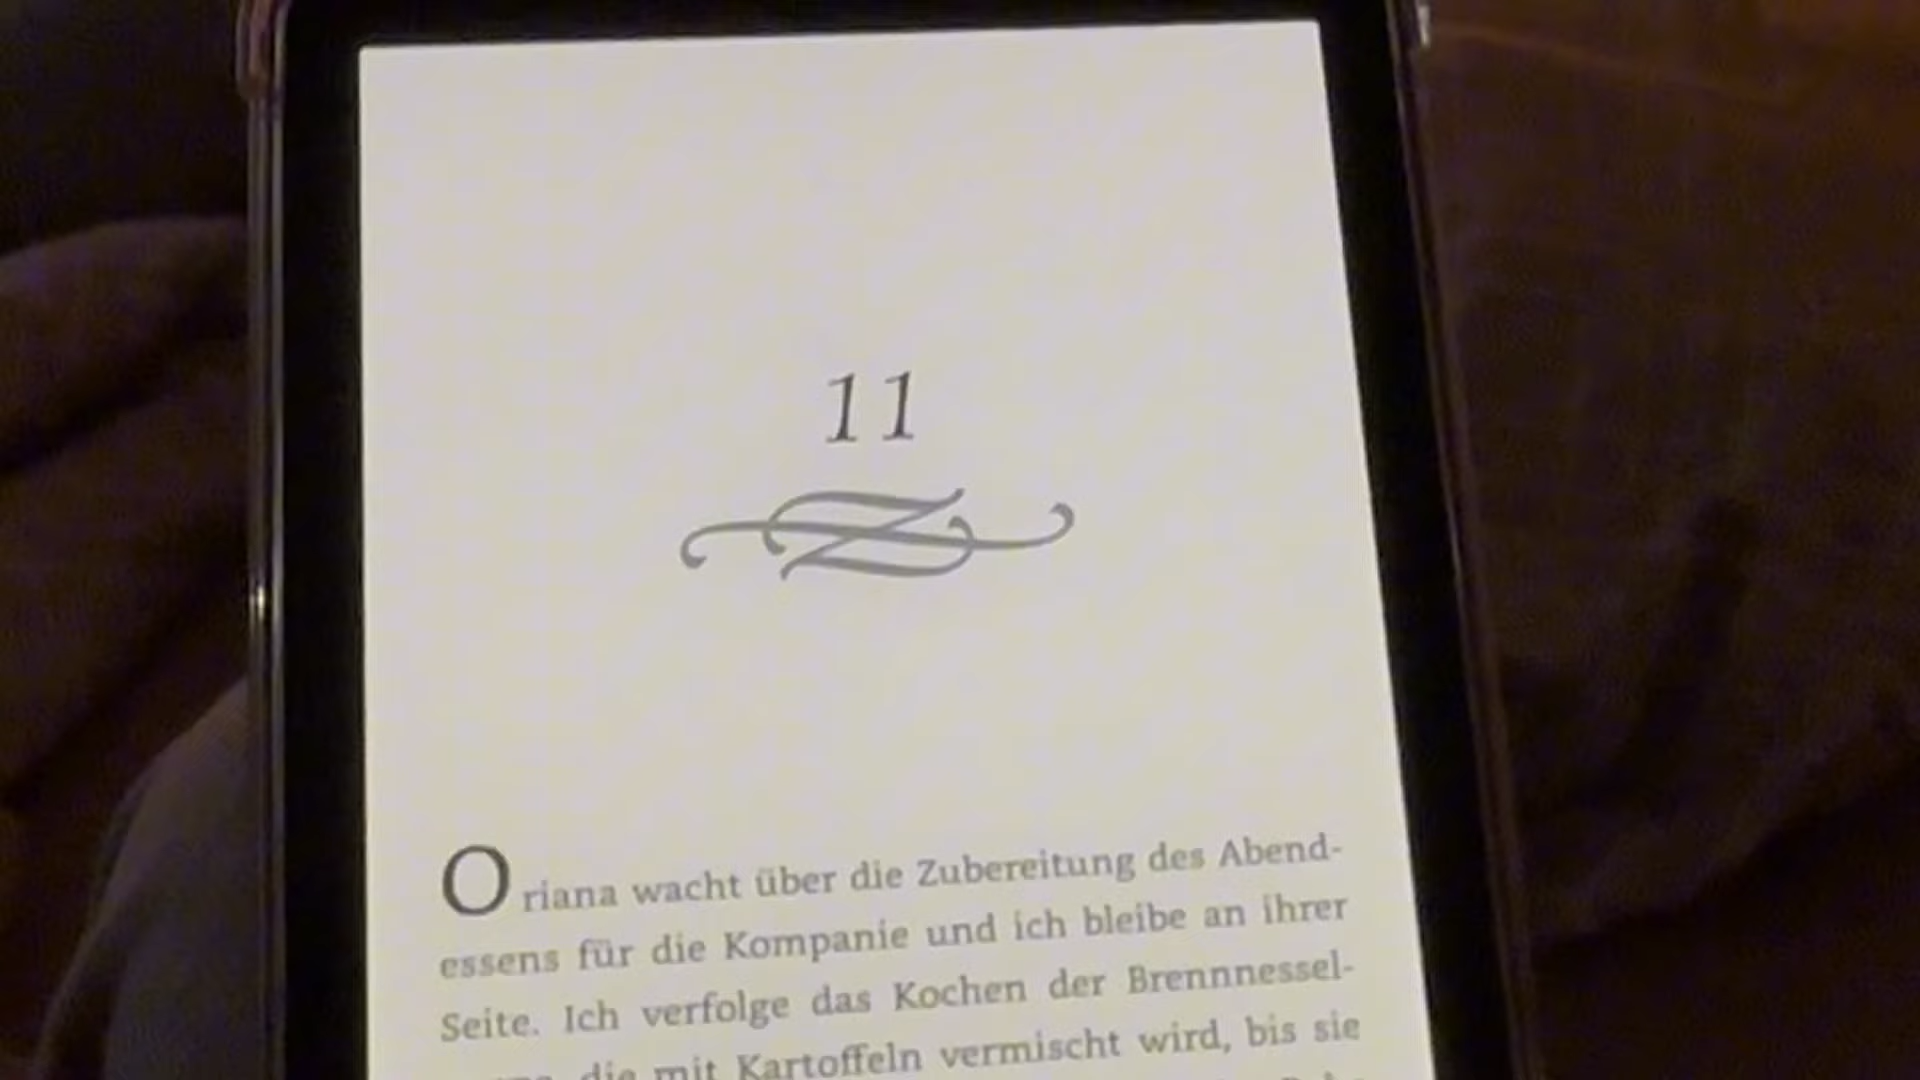 11
Oriana wacht über die Zubereitung des Abend-
essens für die Kompanie und ich bleibe an ihrer
Seite. Ich verfolge das Kochen der Brennnessel-
die mit Kartoffeln vermischt wird, bis sie